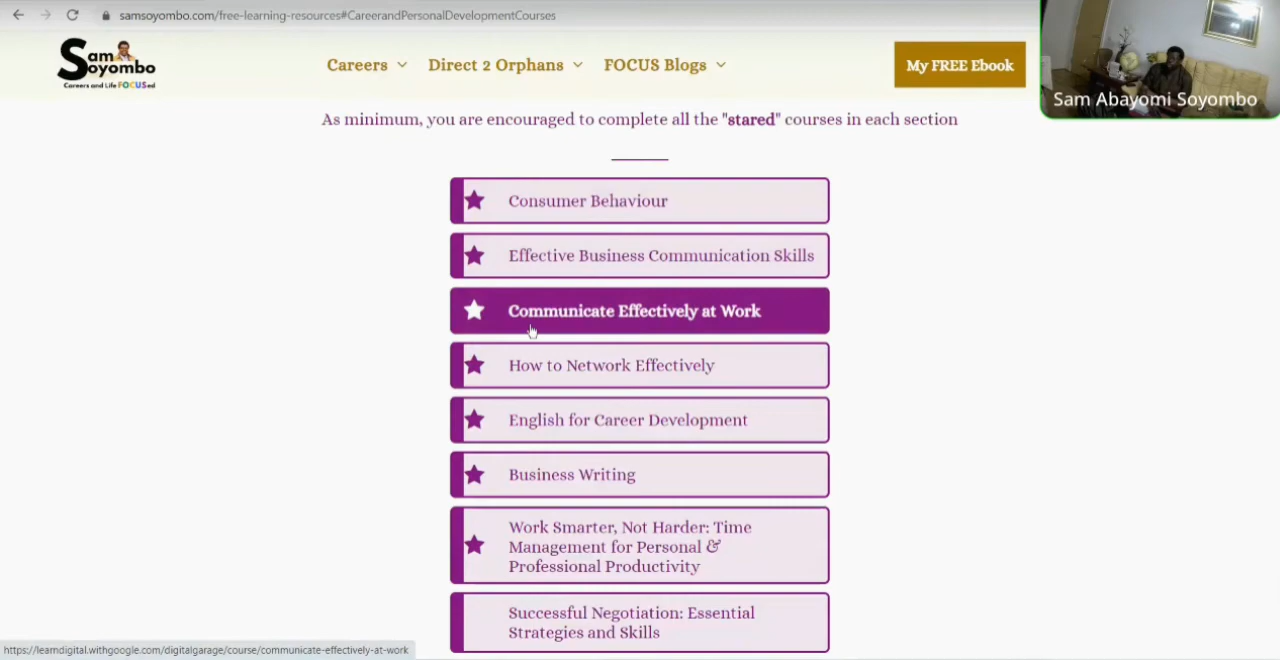 samsoyombo.com/free-learning-resources#CareerandPersonalDevelopmentCourses
Sam Soyombo
Careers and Life FOCUSed
Careers
Direct 2 Orphans
FOCUS Blogs
My FREE Ebook
Sam Abayomi Soyombo
As minimum, you are encouraged to complete all the "stared" courses in each section
Consumer Behaviour
Effective Business Communication Skills
Communicate Effectively at Work
How to Network Effectively
English for Career Development
Business Writing
Work Smarter, Not Harder: Time
Management for Personal &
Professional Productivity
Successful Negotiation: Essential
Strategies and Skills
https://learndigital.withgoogle.com/digitalgarage/course/communicate-effectively-at-work